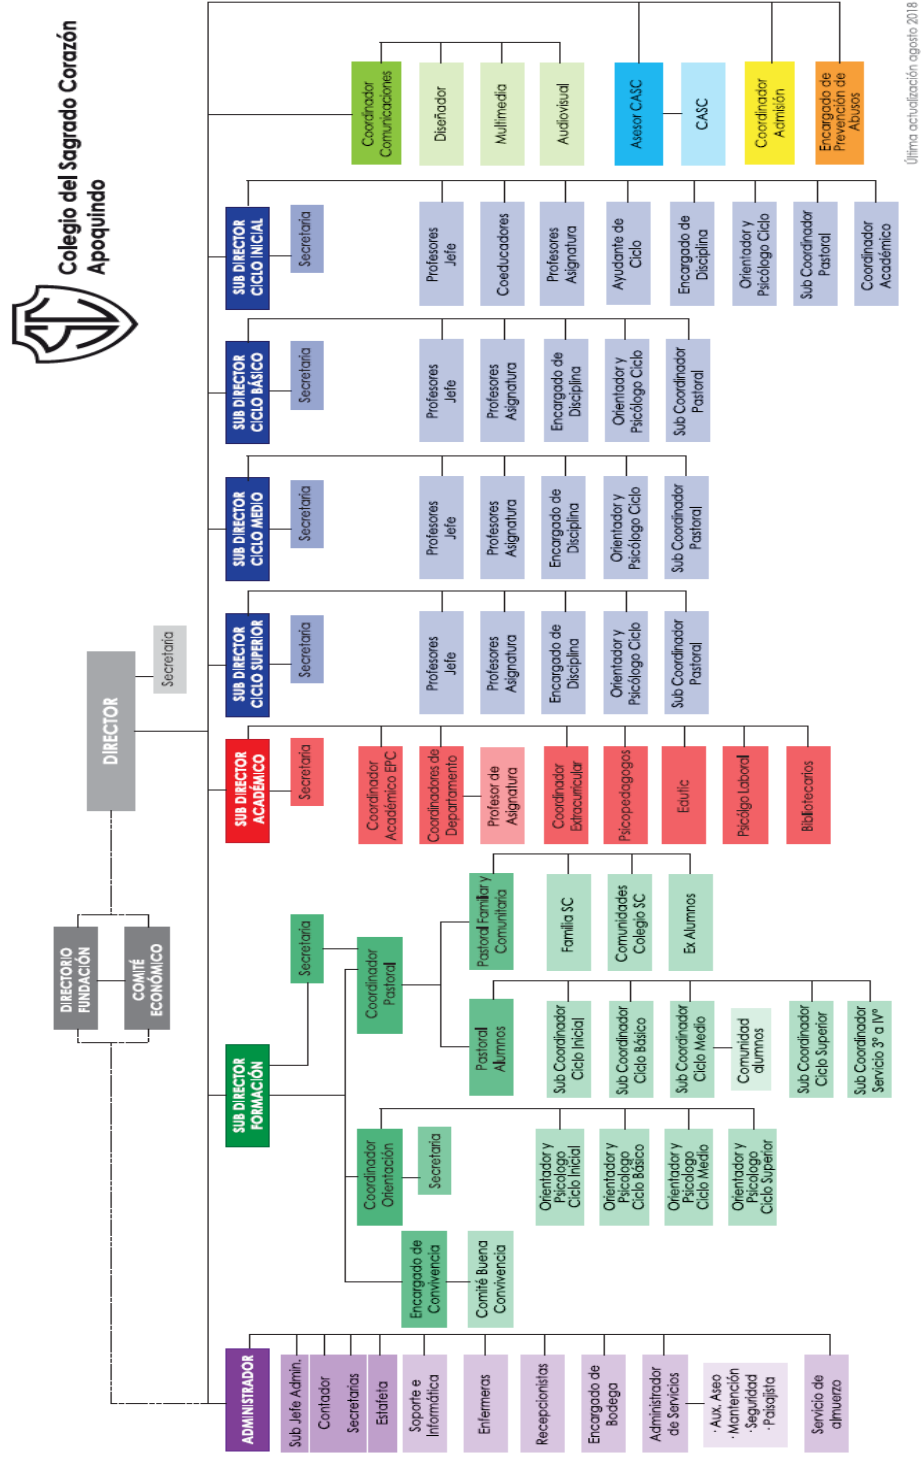 Colegio del Sagrado Corazón
Apoquindo
DIRECTORIO
FUNDACIÓN
COMITÉ
ECONÓMICO
DIRECTOR
Secretaria
ADMINISTRADOR
Sub Jefe Admin.
Contador
Secretarias
Estafeta
Soporte e
Informática
Enfermeras
Recepcionistas
Encargado de
Bodega
Administrador
de Servicios
· Aux. Aseo
· Mantención
· Seguridad
· Paisajista
Servicio de
almuerzo
SUB DIRECTOR
FORMACIÓN
Secretaria
Encargado de
Convivencia
Comité Buena
Convivencia
Coordinador
Orientación
Secretaria
Orientador y
Psicologo
Ciclo Inicial
Orientador y
Psicologo
Ciclo Básico
Orientador y
Psicologo
Ciclo Medio
Orientador y
Psicologo
Ciclo Superior
Coordinador
Pastoral
Pastoral
Alumnos
Sub Coordinador
Ciclo Inicial
Sub Coordinador
Ciclo Básico
Sub Coordinador
Ciclo Medio
Comunidad
alumnos
Sub Coordinador
Ciclo Superior
Sub Coordinador
Servicio 3º a IVº
Pastoral Familiar y
Comunitaria
Familia SC
Comunidades
Colegio SC
Ex Alumnos
SUB DIRECTOR
ACADÉMICO
Secretaria
Coordinador
Académico EPC
Coordinadores de
Departamento
Profesor de
Asignatura
Coordinador
Extracurricular
Psicopedagogos
Edutic
Psicólgo Laboral
Bibliotecarios
SUB DIRECTOR
CICLO SUPERIOR
Secretaria
Profesores
Jefe
Profesores
Asignatura
Encargado de
Disciplina
Orientador y
Psicólogo Ciclo
Sub Coordinador
Pastoral
SUB DIRECTOR
CICLO MEDIO
Secretaria
Profesores
Jefe
Profesores
Asignatura
Encargado de
Disciplina
Orientador y
Psicólogo Ciclo
Sub Coordinador
Pastoral
SUB DIRECTOR
CICLO BÁSICO
Secretaria
Profesores
Jefe
Profesores
Asignatura
Encargado de
Disciplina
Orientador y
Psicólogo Ciclo
Sub Coordinador
Pastoral
SUB DIRECTOR
CICLO INICIAL
Secretaria
Profesores
Jefe
Coeducadores
Profesores
Asignatura
Ayudante de
Ciclo
Encargado de
Disciplina
Orientador y
Psicólogo Ciclo
Sub Coordinador
Pastoral
Coordinador
Académico
Coordinador
Comunicaciones
Diseñador
Multimedia
Audiovisual
Asesor CASC
CASC
Coordinador
Admisión
Encargado de
Prevención de
Abusos
Última actualización agosto 2018